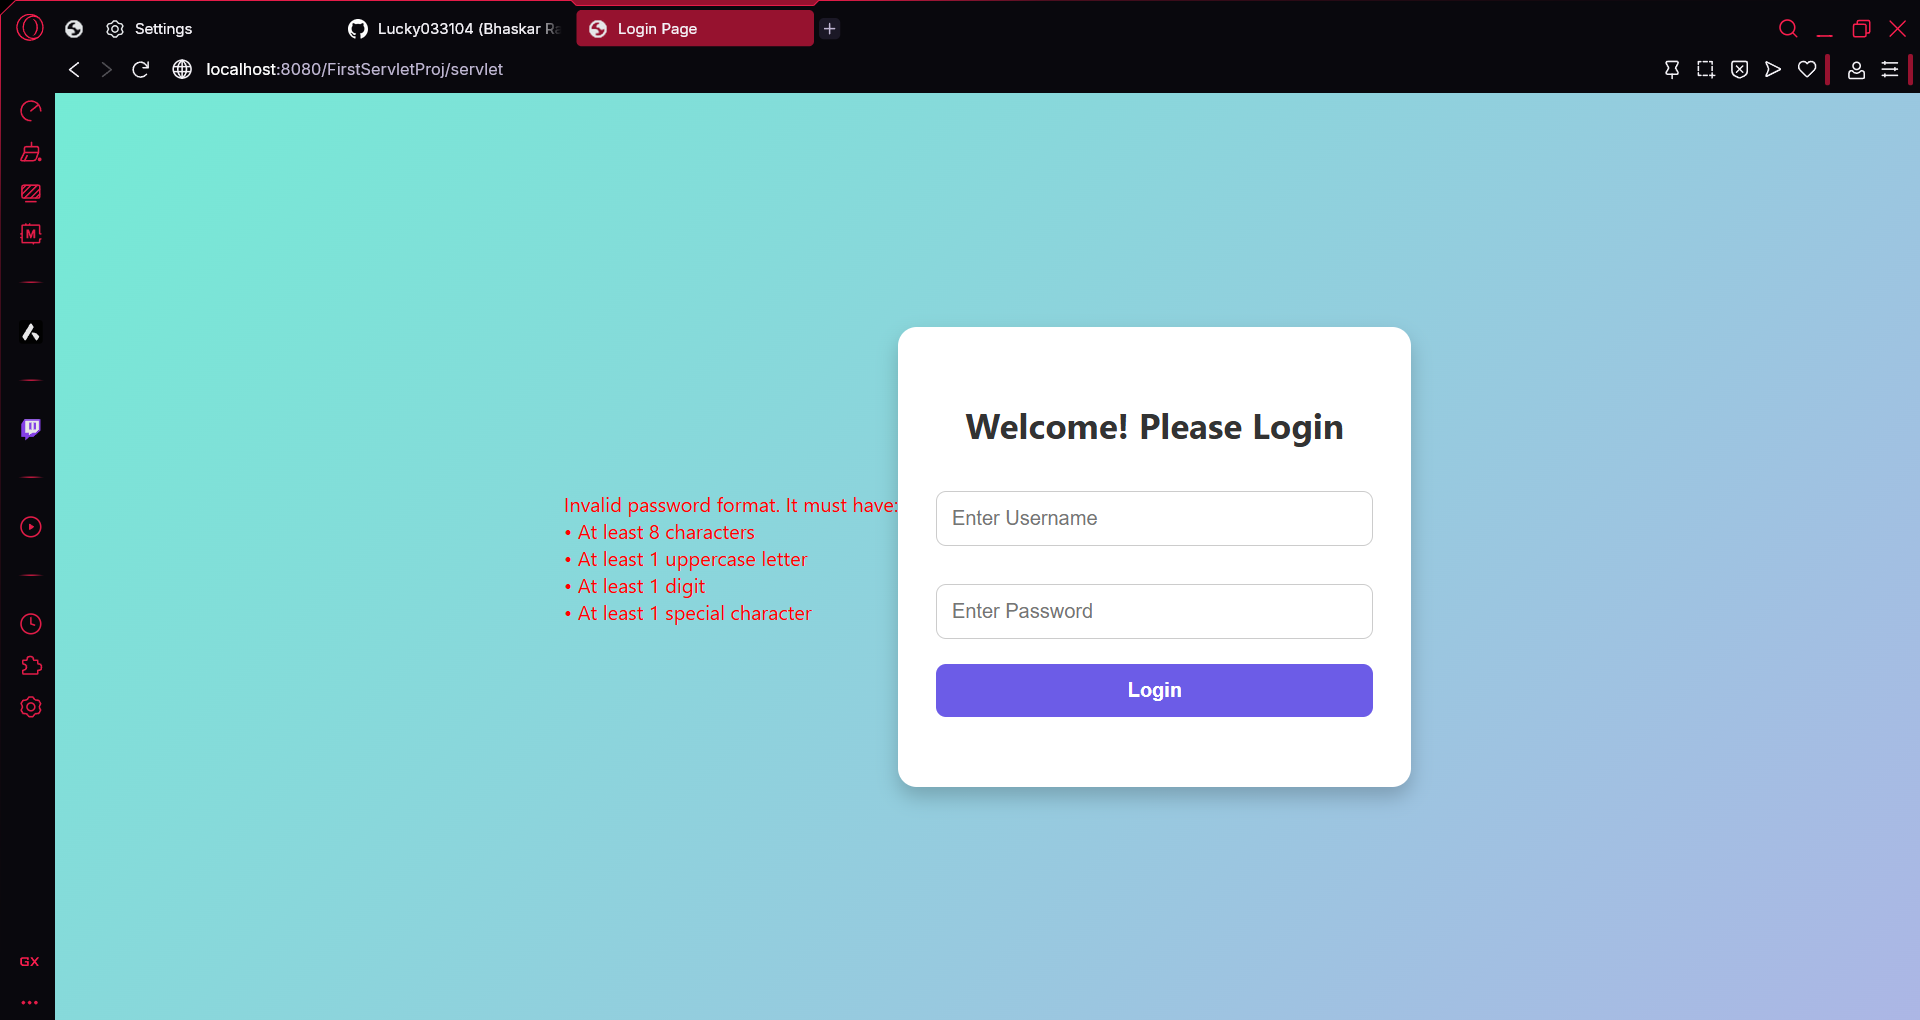 Settings
Lucky033104 (Bhaskar Ra
Login Page
localhost:8080/FirstServletProj/servlet
M
Welcome! Please Login
Invalid password format. It must have:
• At least 8 characters
• At least 1 uppercase letter
• At least 1 digit
• At least 1 special character
Enter Username
Enter Password
Login
GX